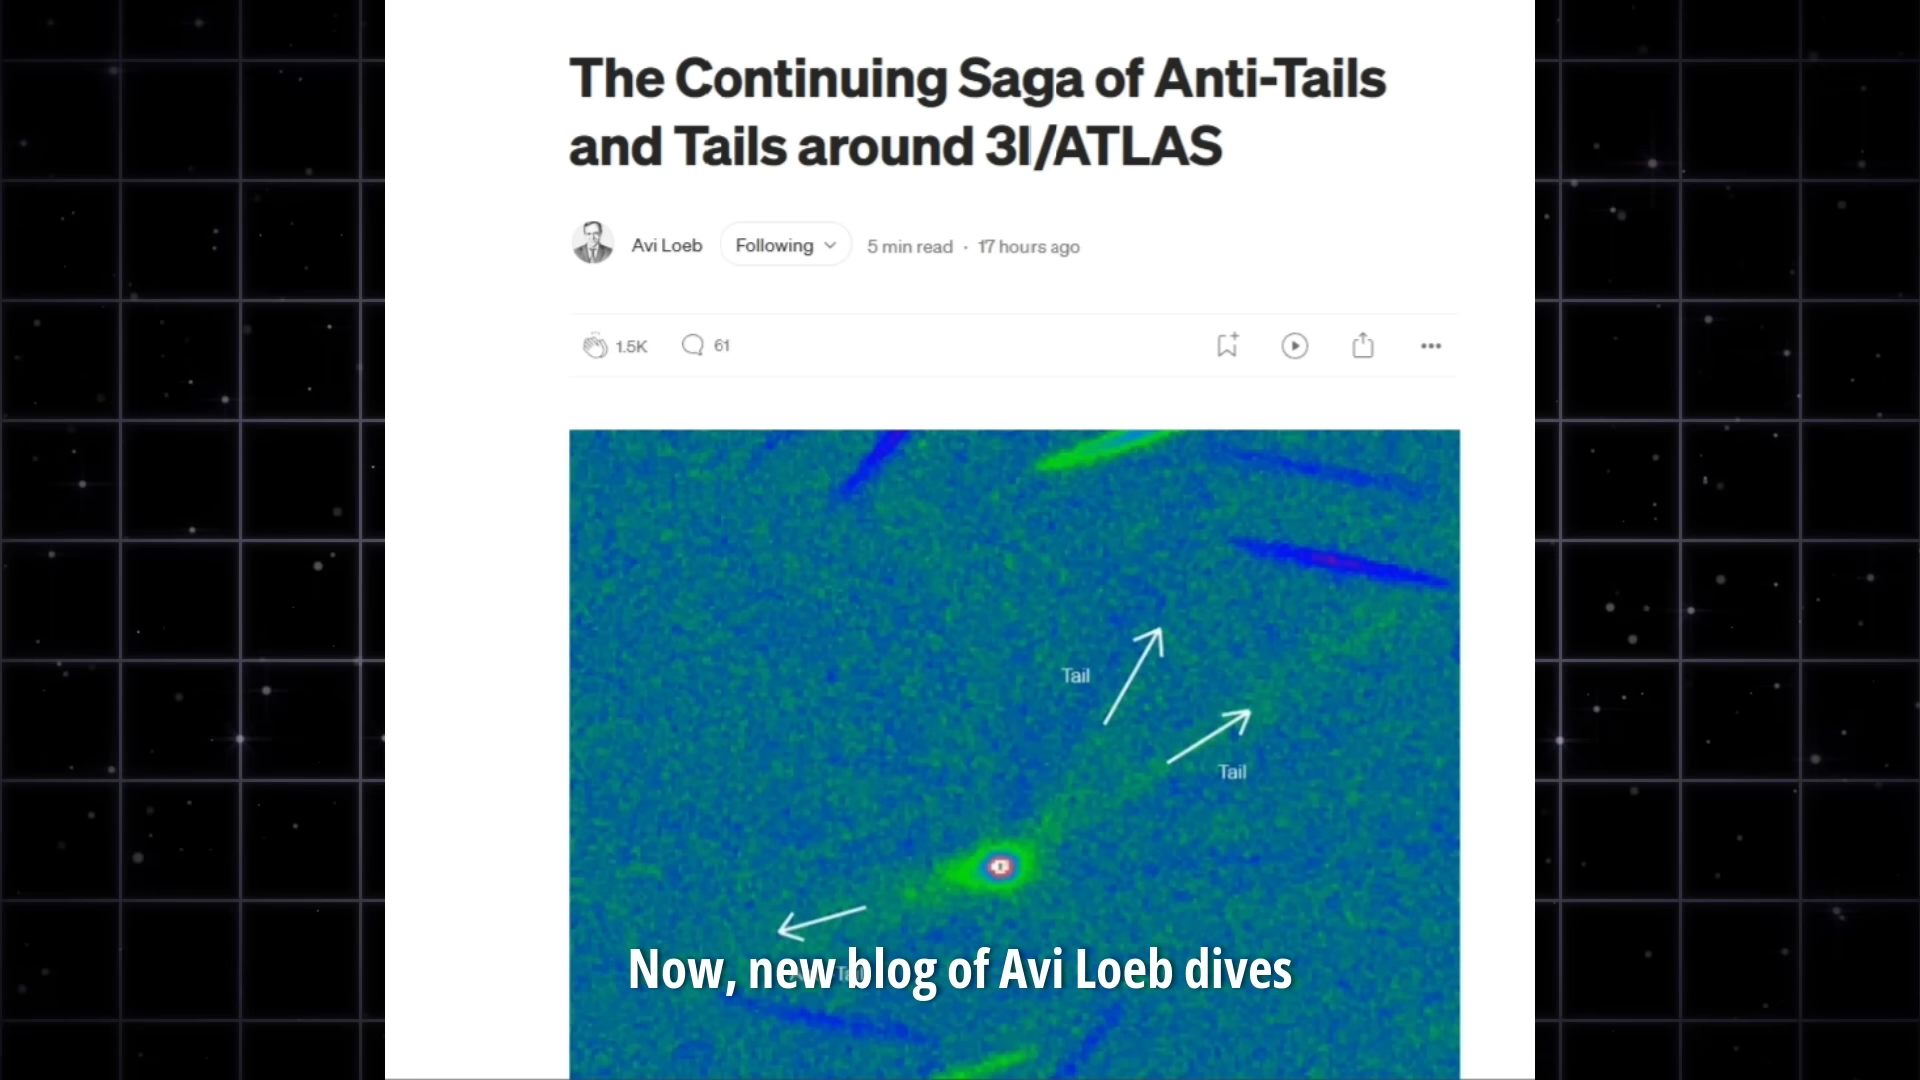 The Continuing Saga of Anti-Tails
and Tails around 3I/ATLAS
Avi Loeb Following 5 min read · 17 hours ago
1.5K 61
Tail
Tail
Now, new blog of Avi Loeb dives